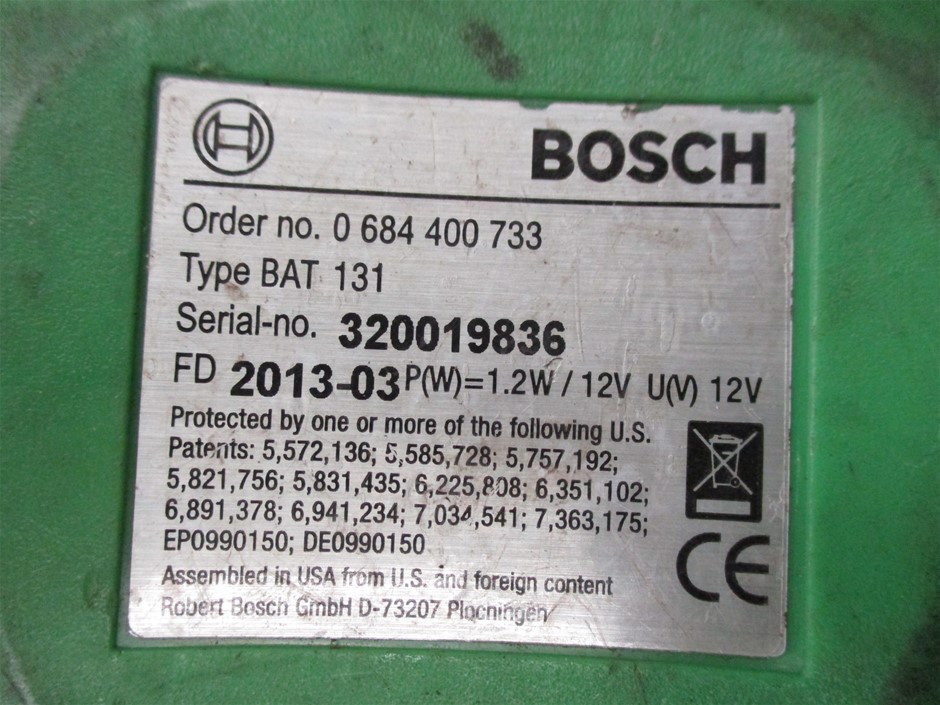 BOSCH
Order no. 0 684 400 733
Type BAT 131
Serial-no. 320019836
FD 2013-03 P(W)=1.2W / 12V U(V) 12V
Protected by one or more of the following U.S.
Patents: 5,572,136; 5,585,728; 5,757,192;
5,821,756; 5,831,435; 6,225,808; 6,351,102;
6,891,378; 6,941,234; 7,034,541; 7,363,175;
EP0990150; DE0990150
CE
Assembled in USA from U.S. and foreign content
Robert Bosch GmbH D-73207 Plochingen